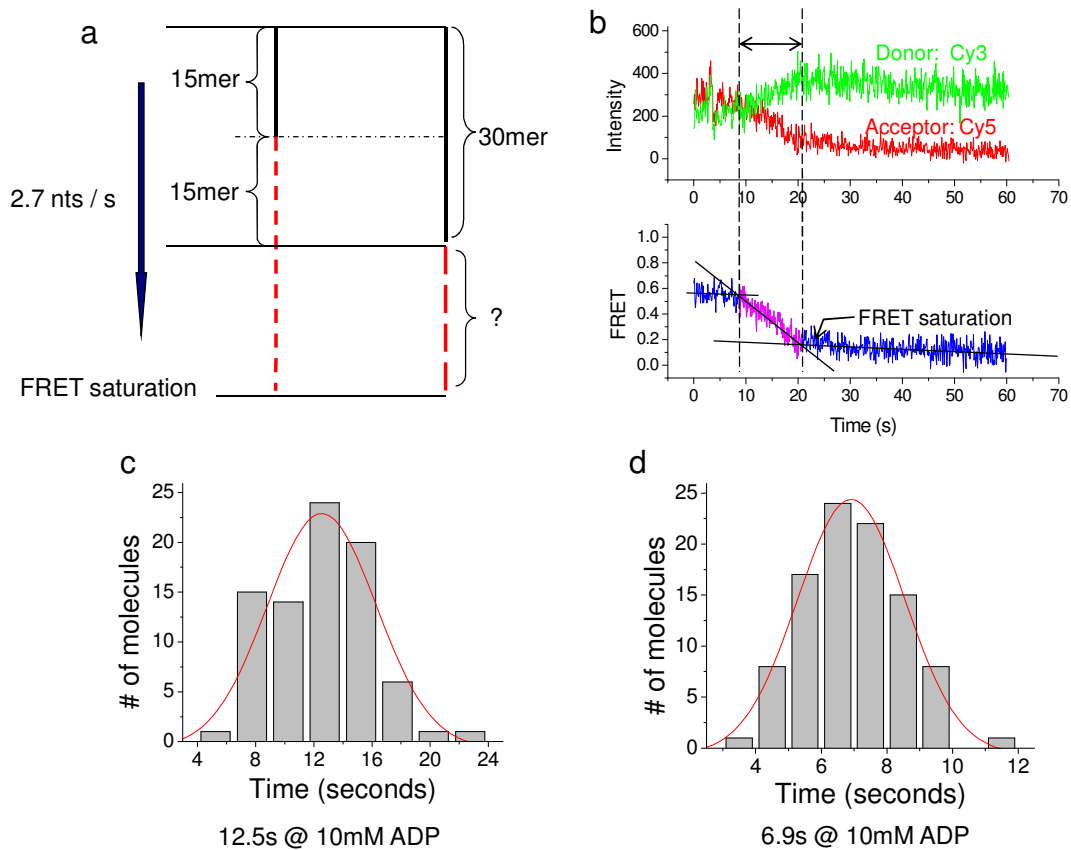 a
15mer
15mer
30mer
2.7 nts / s
?
FRET saturation
b
600
400
200
0
Intensity
Donor: Cy3
Acceptor: Cy5
0 10 20 30 40 50 60 70
1.0
0.8
0.6
0.4
0.2
0.0
FRET
FRET saturation
0 10 20 30 40 50 60 70
Time (s)
c
25
20
15
10
5
0
# of molecules
4 8 12 16 20 24
Time (seconds)
12.5s @ 10mM ADP
d
25
20
15
10
5
0
# of molecules
4 6 8 10 12
Time (seconds)
6.9s @ 10mM ADP